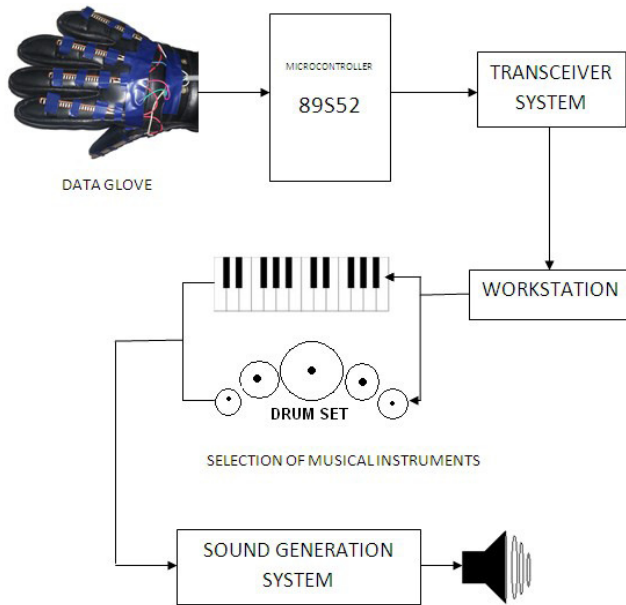 MICROCONTROLLER
89S52
TRANSCEIVER
SYSTEM
DATA GLOVE
WORKSTATION
DRUM SET
SELECTION OF MUSICAL INSTRUMENTS
SOUND GENERATION
SYSTEM